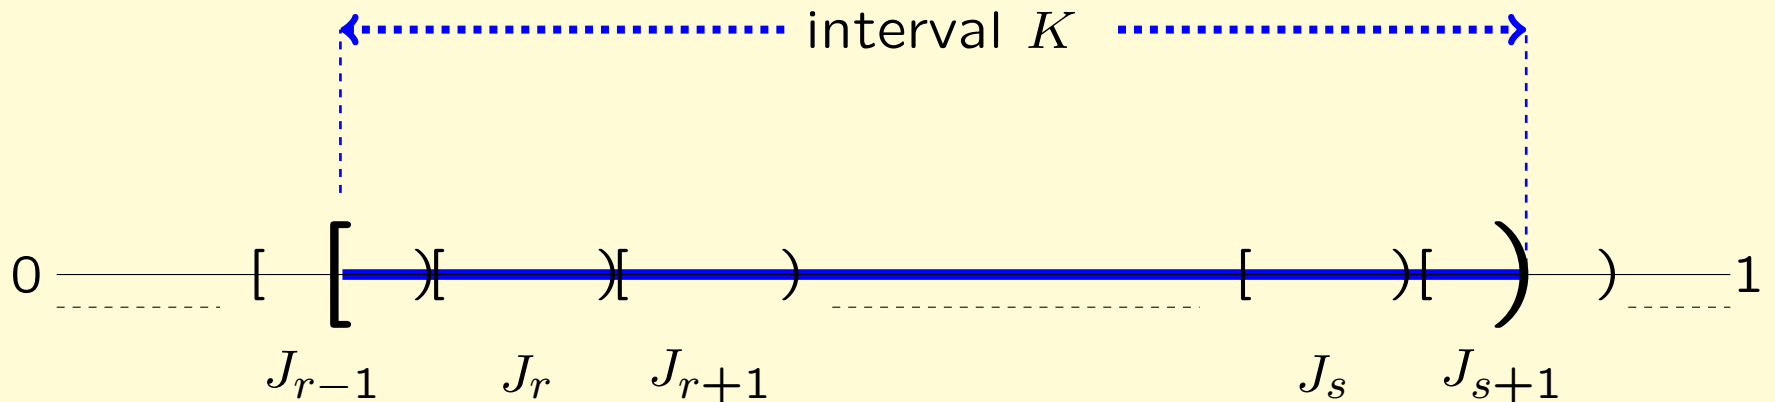 interval K
0 [ [ ) [ ) [ ) [ ) [ ) ) 1
J_{r-1} J_r J_{r+1} J_s J_{s+1}